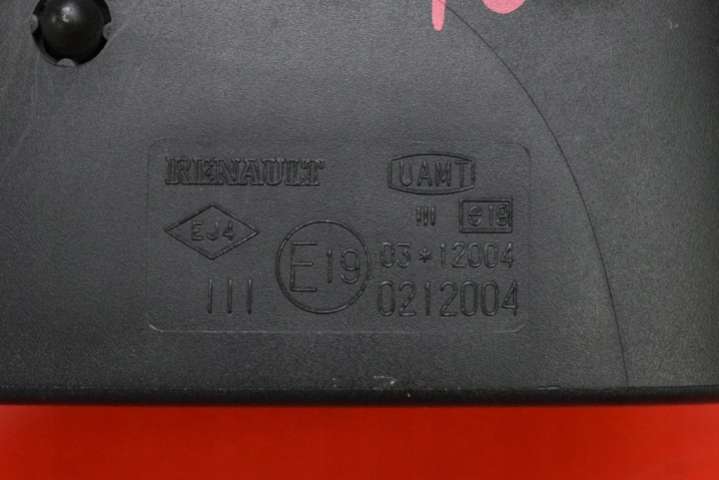 RENAULT UAMT
III e19
EJ4
E19 03*12004
III 0212004